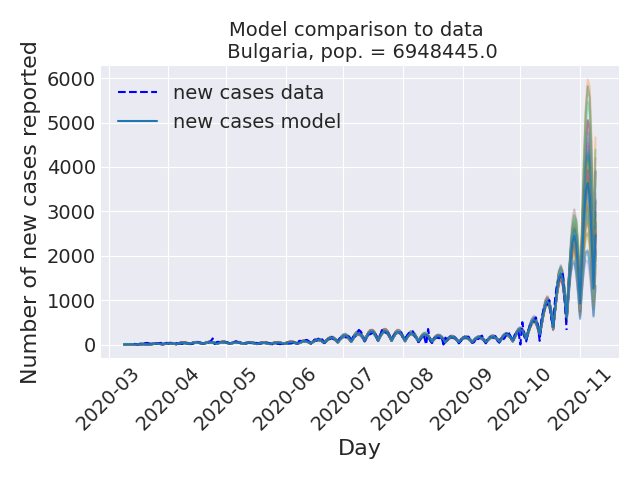 Model comparison to data
Bulgaria, pop. = 6948445.0
Number of new cases reported
6000
5000
4000
3000
2000
1000
0
new cases data
new cases model
2020-03
2020-04
2020-05
2020-06
2020-07
2020-08
2020-09
2020-10
2020-11
Day